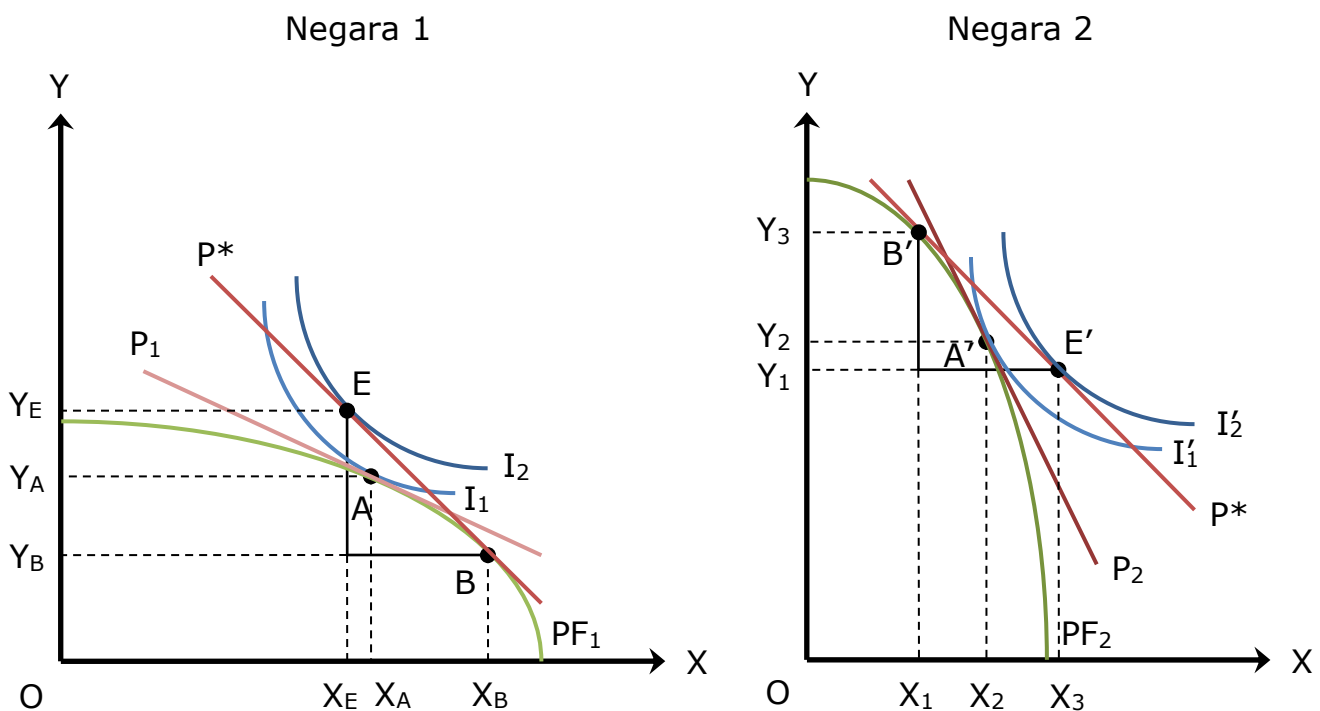 Negara 1
Y
P*
P₁
E
Y_E
Y_A
I₂
I₁
A
Y_B
B
PF₁
X
O
X_E
X_A
X_B
Negara 2
Y
Y₃
B′
Y₂
A′
E′
Y₁
I′₂
I′₁
P*
P₂
PF₂
X
O
X₁
X₂
X₃